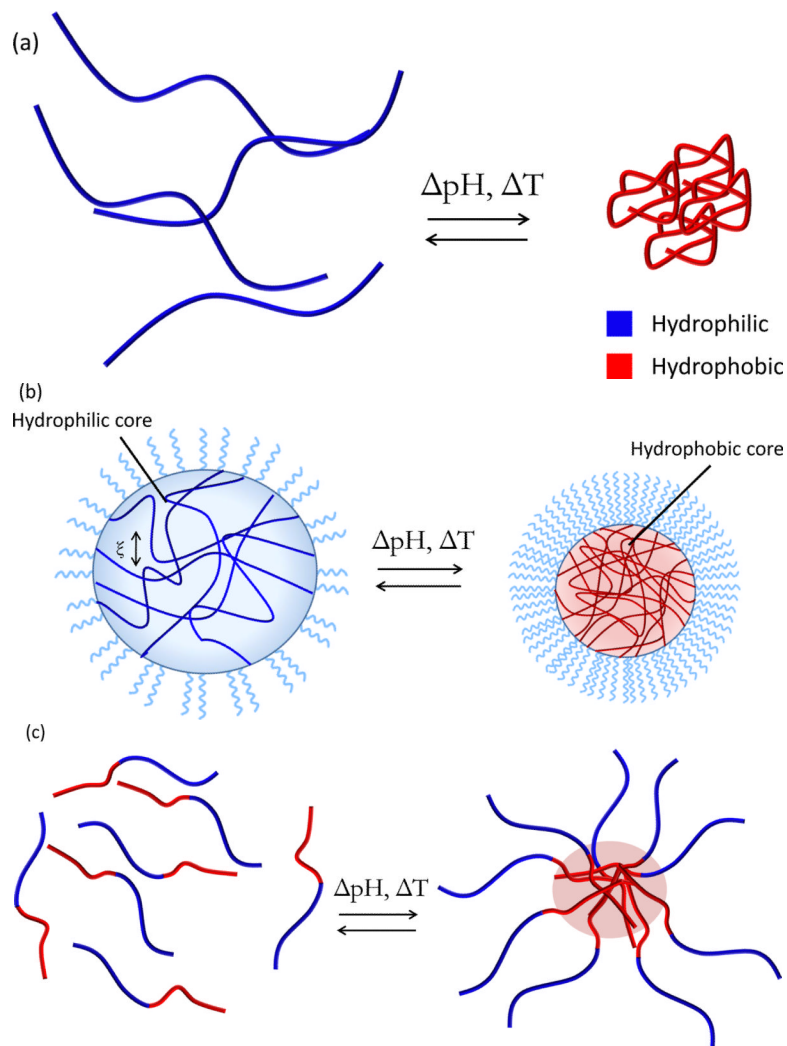 (a)
ΔpH, ΔT
Hydrophilic
Hydrophobic
(b)
Hydrophilic core
Hydrophobic core
ξ
ΔpH, ΔT
(c)
ΔpH, ΔT